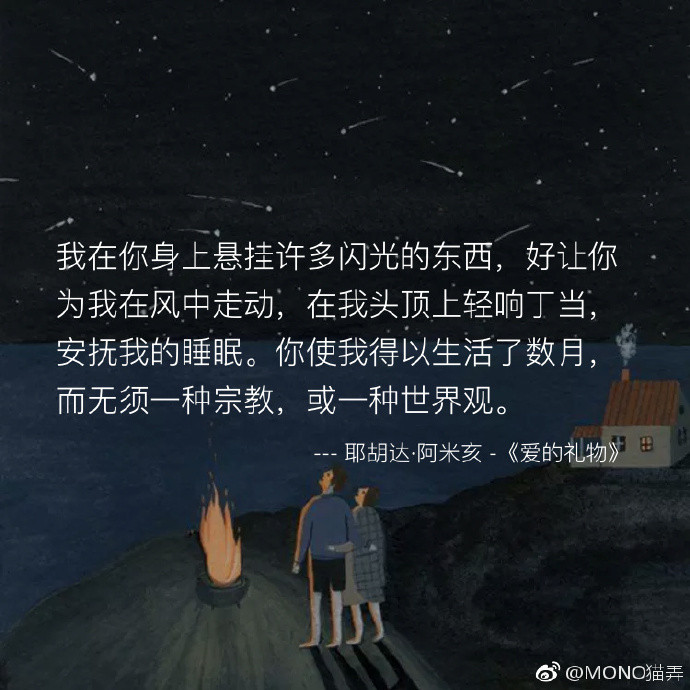 我在你身上悬挂许多闪光的东西，好让你
为我在风中走动，在我头顶上轻响丁当，
安抚我的睡眠。你使我得以生活了数月，
而无须一种宗教，或一种世界观。
--- 耶胡达·阿米亥 -《爱的礼物》
@MONO猫弄